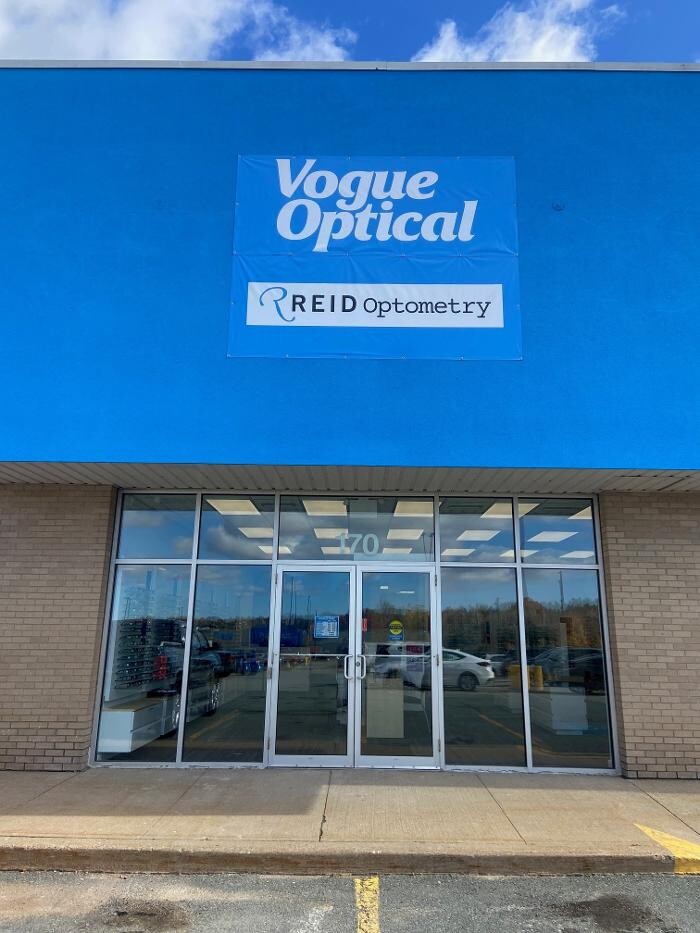 Vogue
Optical
REID Optometry
170